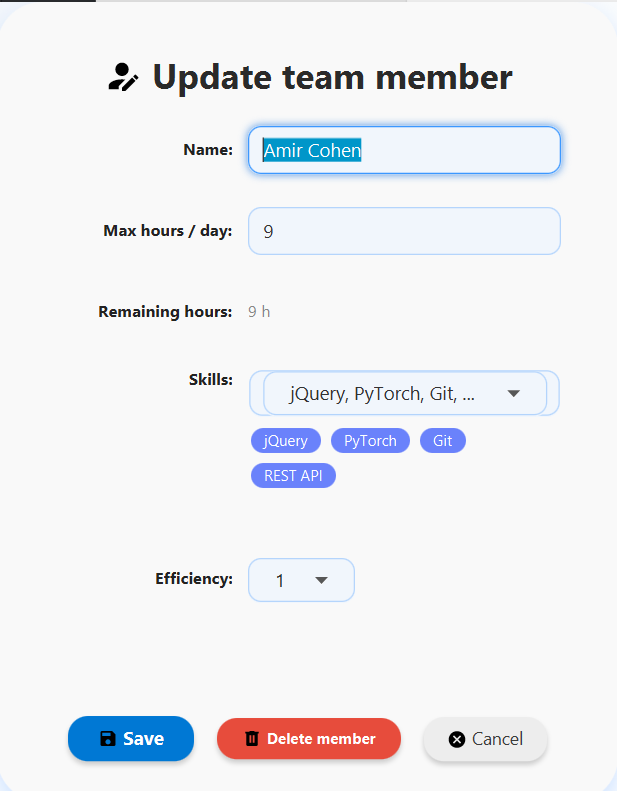 Update team member
Name: Amir Cohen
Max hours / day: 9
Remaining hours: 9 h
Skills: jQuery, PyTorch, Git, ...
jQuery PyTorch Git
REST API
Efficiency: 1
Save Delete member Cancel